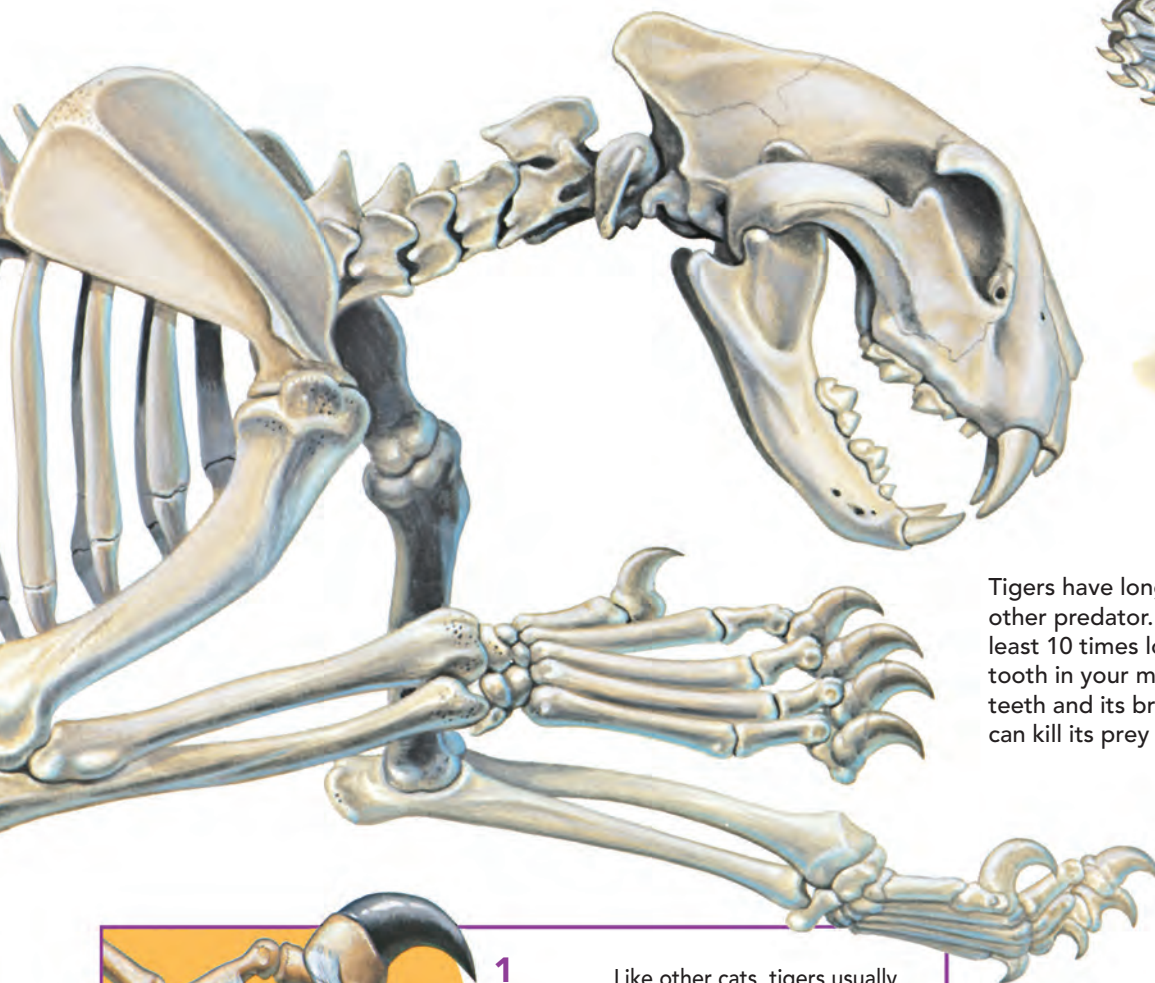 Tigers have long
other predator.
least 10 times lo
tooth in your m
teeth and its br
can kill its prey
1
Like other cats, tigers usually